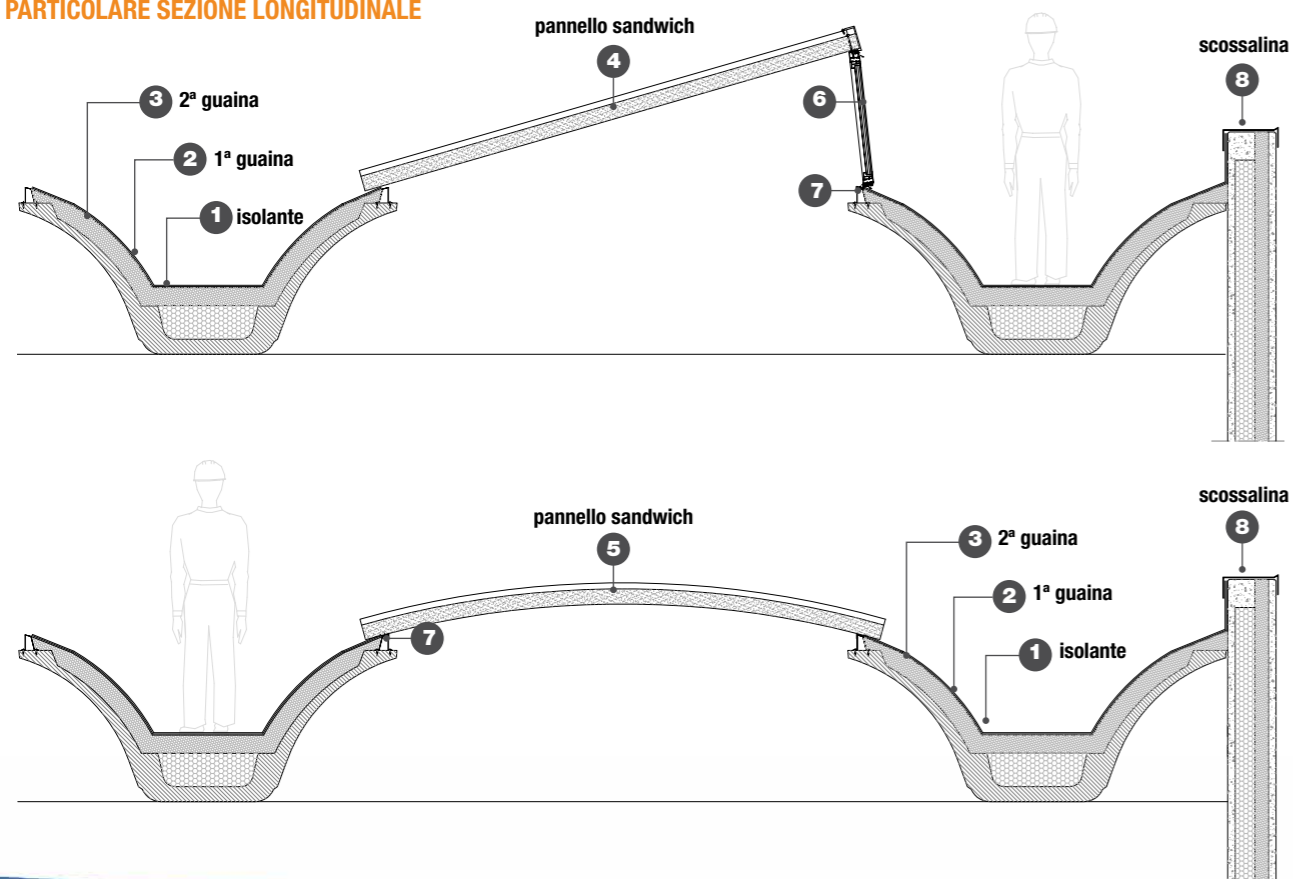 PARTICOLARE SEZIONE LONGITUDINALE
pannello sandwich
4
scossalina
8
3 2ª guaina
6
2 1ª guaina
7
1 isolante
scossalina
8
pannello sandwich
5
3 2ª guaina
2 1ª guaina
7
1 isolante